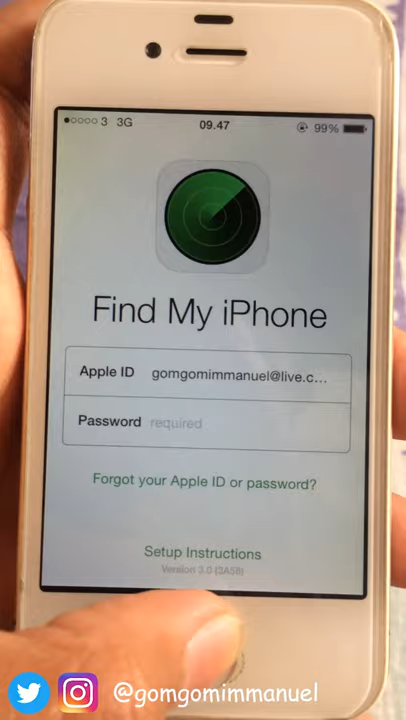 3 3G 09.47 99%
Find My iPhone
Apple ID gomgomimmanuel@live.c...
Password required
Forgot your Apple ID or password?
Setup Instructions
Version 3.0 (3A58)
@gomgomimmanuel